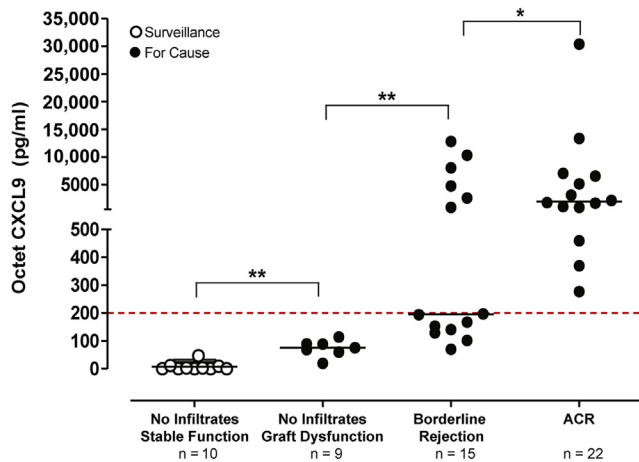 Octet CXCL9 (pg/ml)
35,000
30,000
25,000
20,000
15,000
10,000
5000
500
400
300
200
100
0
Surveillance
For Cause
**
**
*
No Infiltrates
Stable Function
n = 10
No Infiltrates
Graft Dysfunction
n = 9
Borderline
Rejection
n = 15
ACR
n = 22